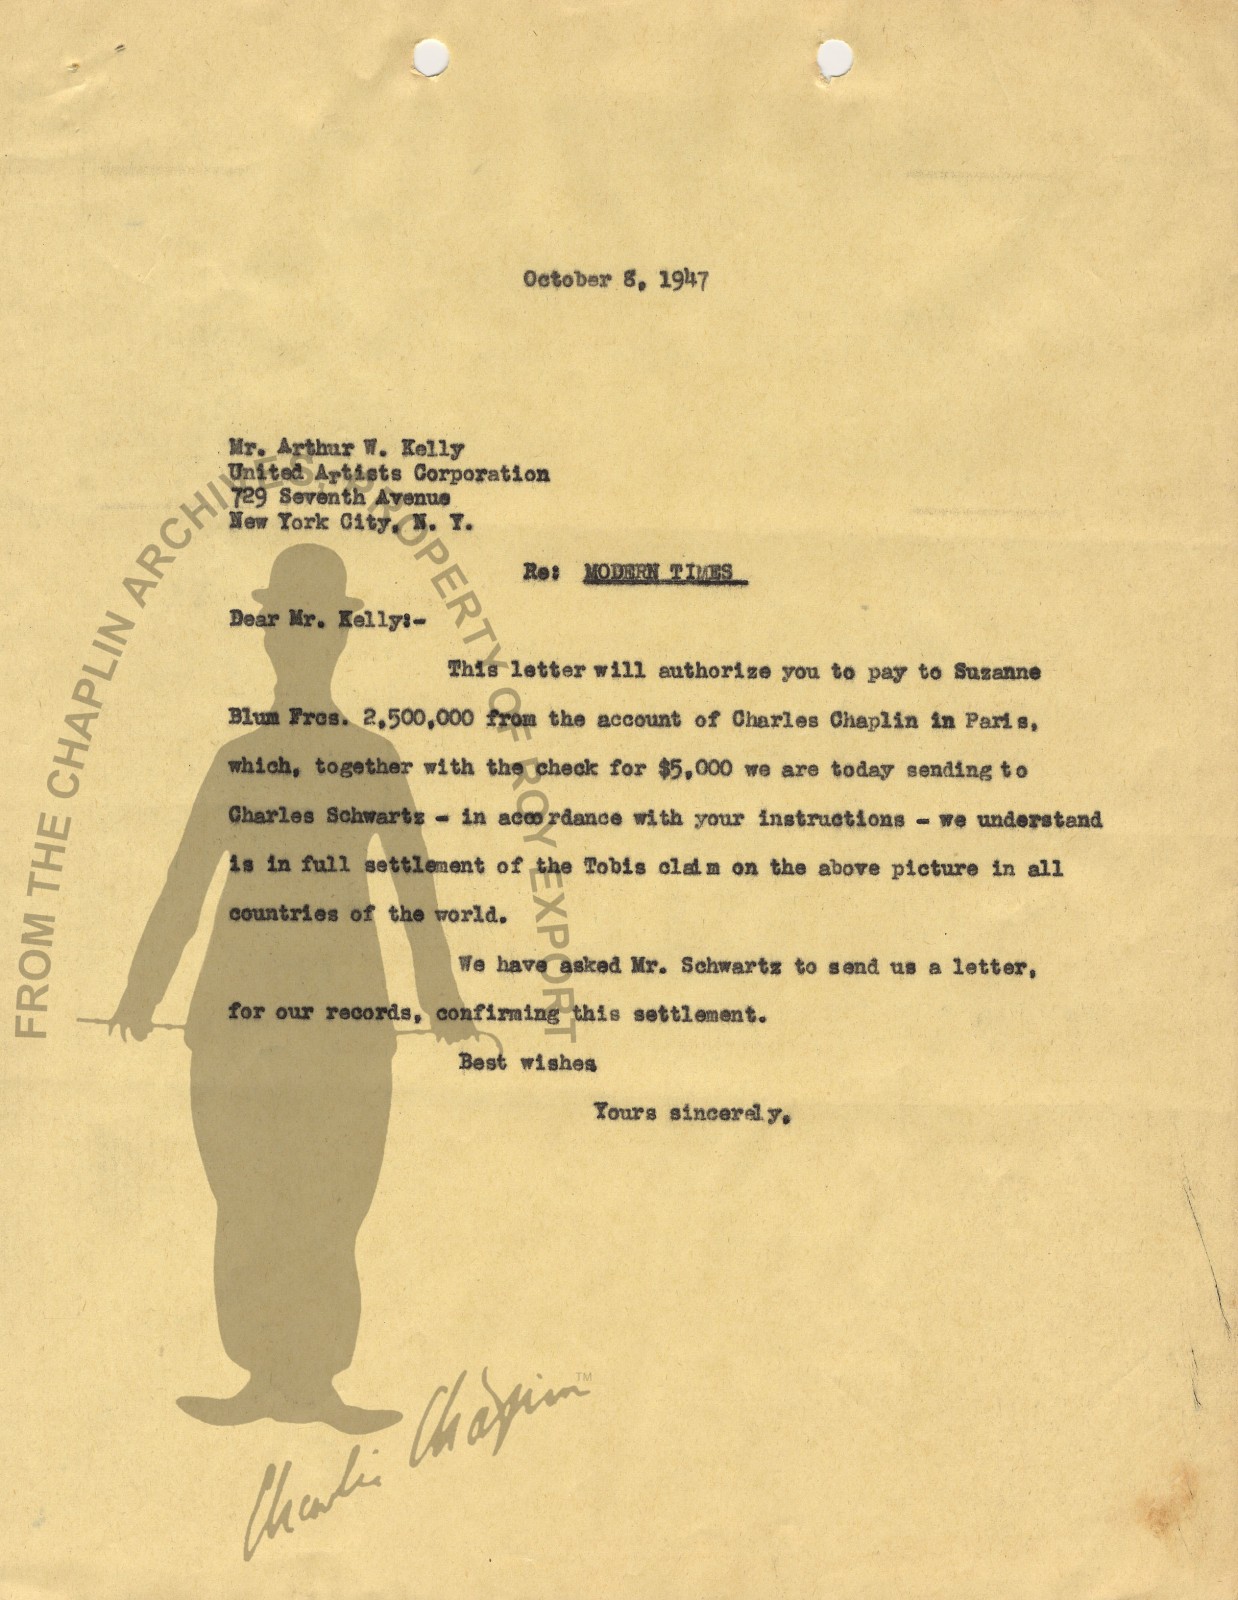 October 8, 1947
Mr. Arthur W. Kelly
United Artists Corporation
729 Seventh Avenue
New York City, N. Y.
Re: MODERN TIMES
Dear Mr. Kelly:-
This letter will authorize you to pay to Suzanne
Blum Frcs. 2,500,000 from the account of Charles Chaplin in Paris,
which, together with the check for $5,000 we are today sending to
Charles Schwartz - in accordance with your instructions - we understand
is in full settlement of the Tobis claim on the above picture in all
countries of the world.
We have asked Mr. Schwartz to send us a letter,
for our records, confirming this settlement.
Best wishes
Yours sincerely,
FROM THE CHAPLIN ARCHIVES, PROPERTY OF ROY EXPORT
Charlie Chaplin™